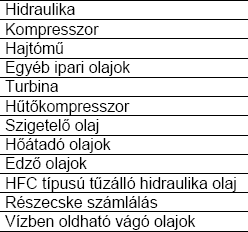 Hidraulika
Kompresszor
Hajtómű
Egyéb ipari olajok
Turbina
Hűtőkompresszor
Szigetelő olaj
Hőátadó olajok
Edző olajok
HFC típusú tűzálló hidraulika olaj
Részecske számlálás
Vízben oldható vágó olajok